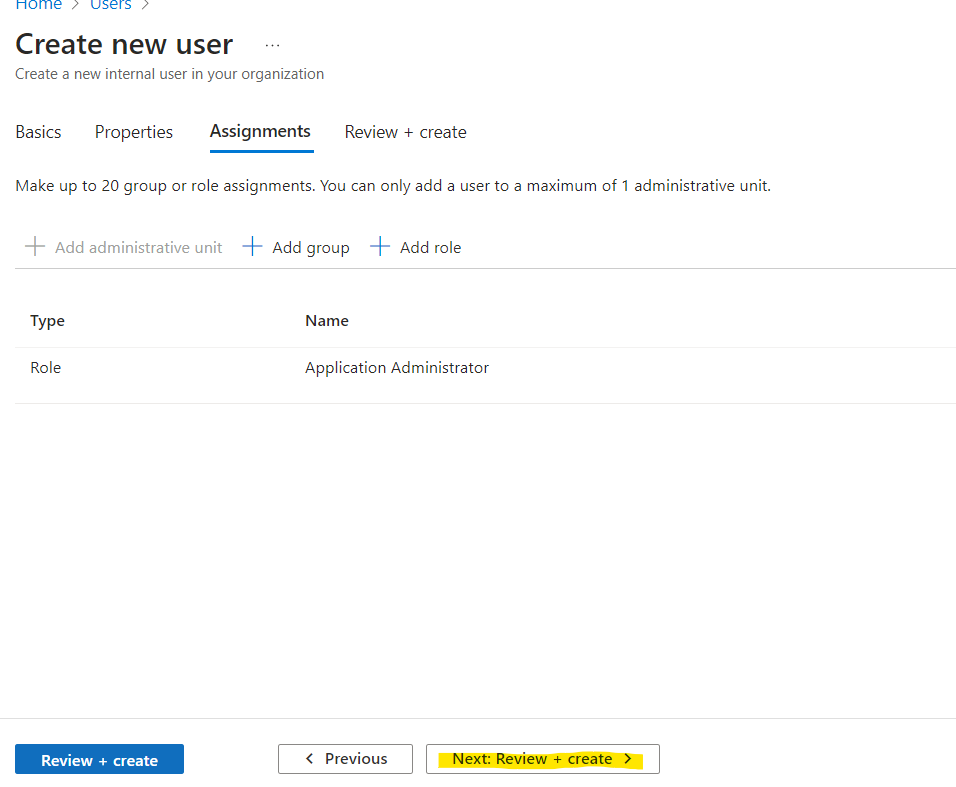 Home > Users >
Create new user ...
Create a new internal user in your organization
Basics Properties Assignments Review + create
Make up to 20 group or role assignments. You can only add a user to a maximum of 1 administrative unit.
+ Add administrative unit + Add group + Add role
Type Name
Role Application Administrator
Review + create < Previous Next: Review + create >